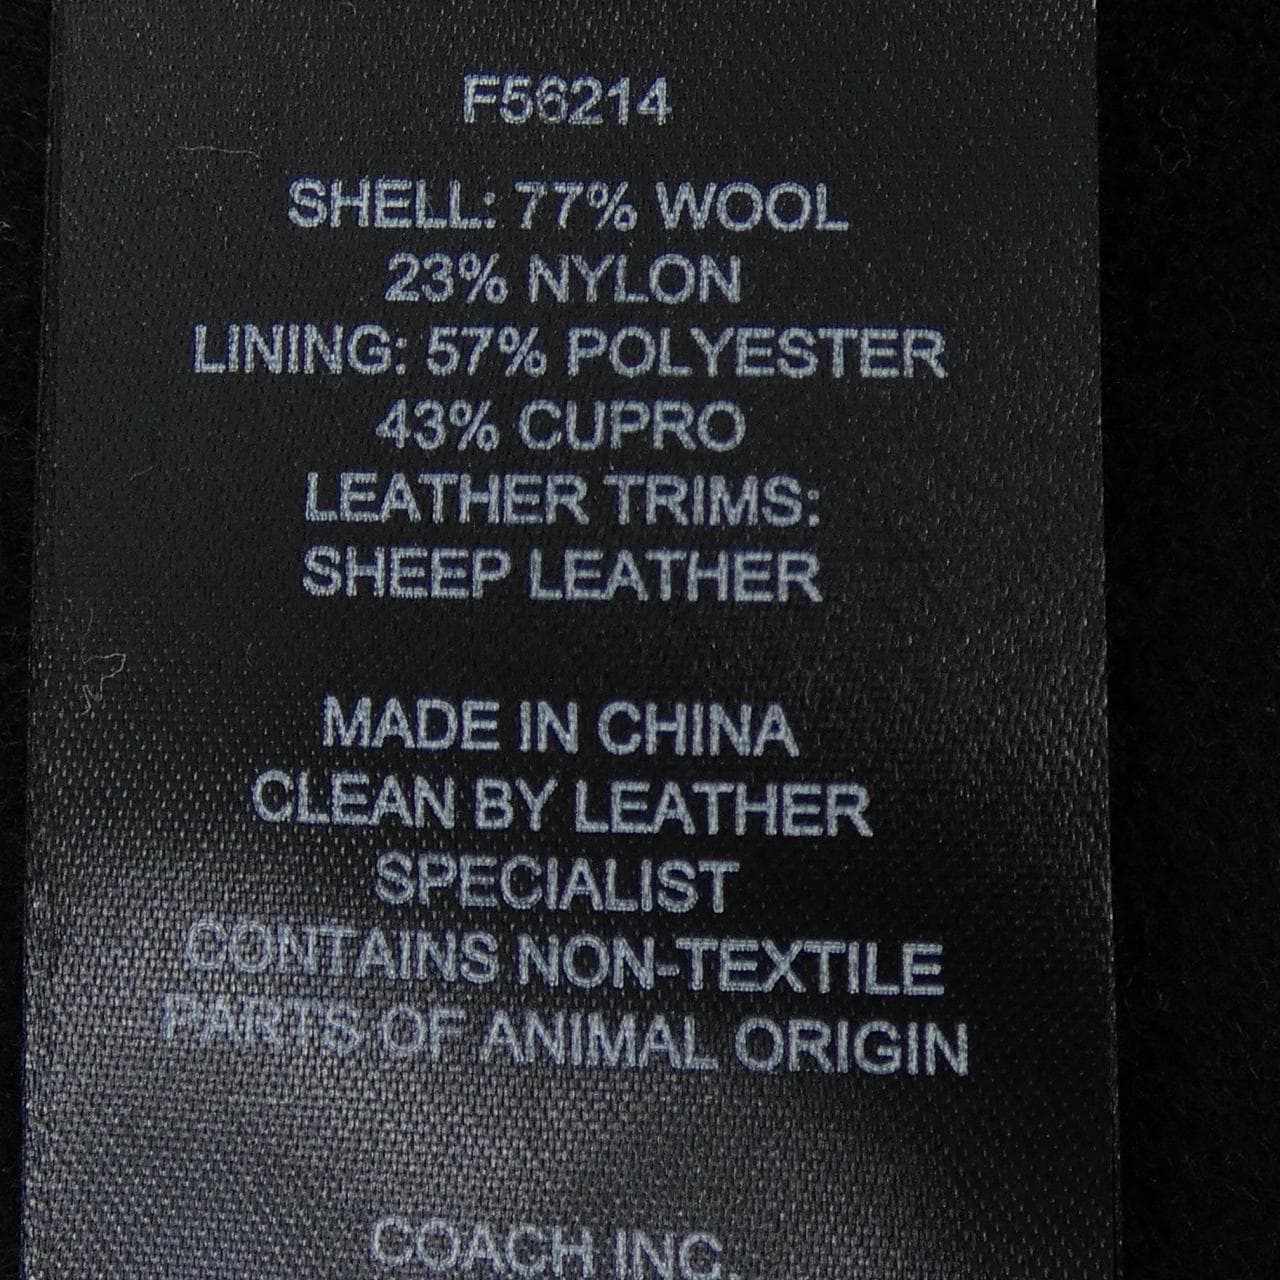 F56214
SHELL: 77% WOOL
23% NYLON
LINING: 57% POLYESTER
43% CUPRO
LEATHER TRIMS:
SHEEP LEATHER
MADE IN CHINA
CLEAN BY LEATHER
SPECIALIST
CONTAINS NON-TEXTILE
PARTS OF ANIMAL ORIGIN
COACH INC.